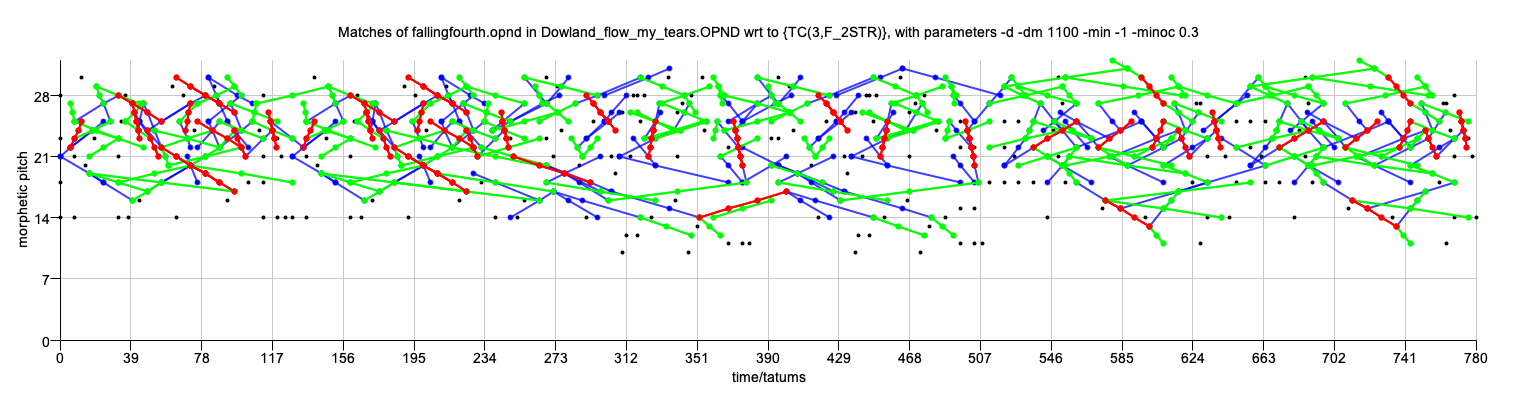 Matches of fallingfourth.opnd in Dowland_flow_my_tears.OPND wrt to {TC(3,F_2STR)}, with parameters -d -dm 1100 -min -1 -minoc 0.3
morphetic pitch
28
21
14
7
0
0 39 78 117 156 195 234 273 312 351 390 429 468 507 546 585 624 663 702 741 780
time/tatums